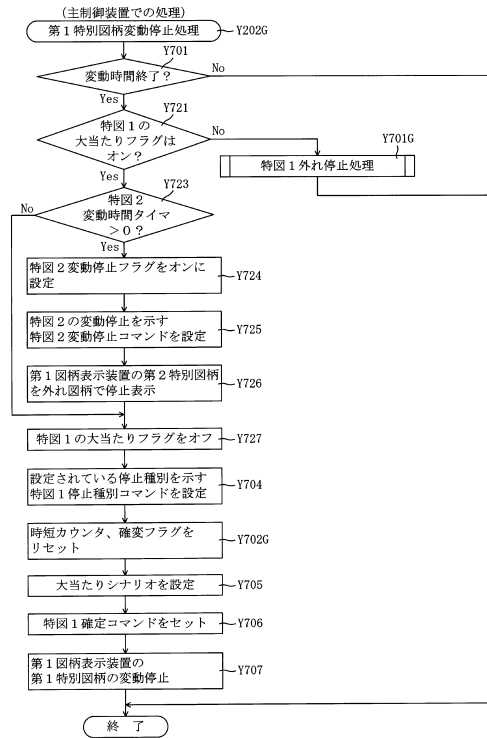 (主制御装置での処理)
第1特別図柄変動停止処理
Y202G
Y701
変動時間終了?
No
Yes
Y721
特図1の
大当たりフラグは
オン?
No
Y701G
特図1外れ停止処理
Yes
Y723
特図2
変動時間タイマ
>0?
No
Yes
特図2変動停止フラグをオンに
設定
Y724
特図2の変動停止を示す
特図2変動停止コマンドを設定
Y725
第1図柄表示装置の第2特別図柄
を外れ図柄で停止表示
Y726
特図1の大当たりフラグをオフ
Y727
設定されている停止種別を示す
特図1停止種別コマンドを設定
Y704
時短カウンタ、確変フラグを
リセット
Y702G
大当たりシナリオを設定
Y705
特図1確定コマンドをセット
Y706
第1図柄表示装置の
第1特別図柄の変動停止
Y707
終 了